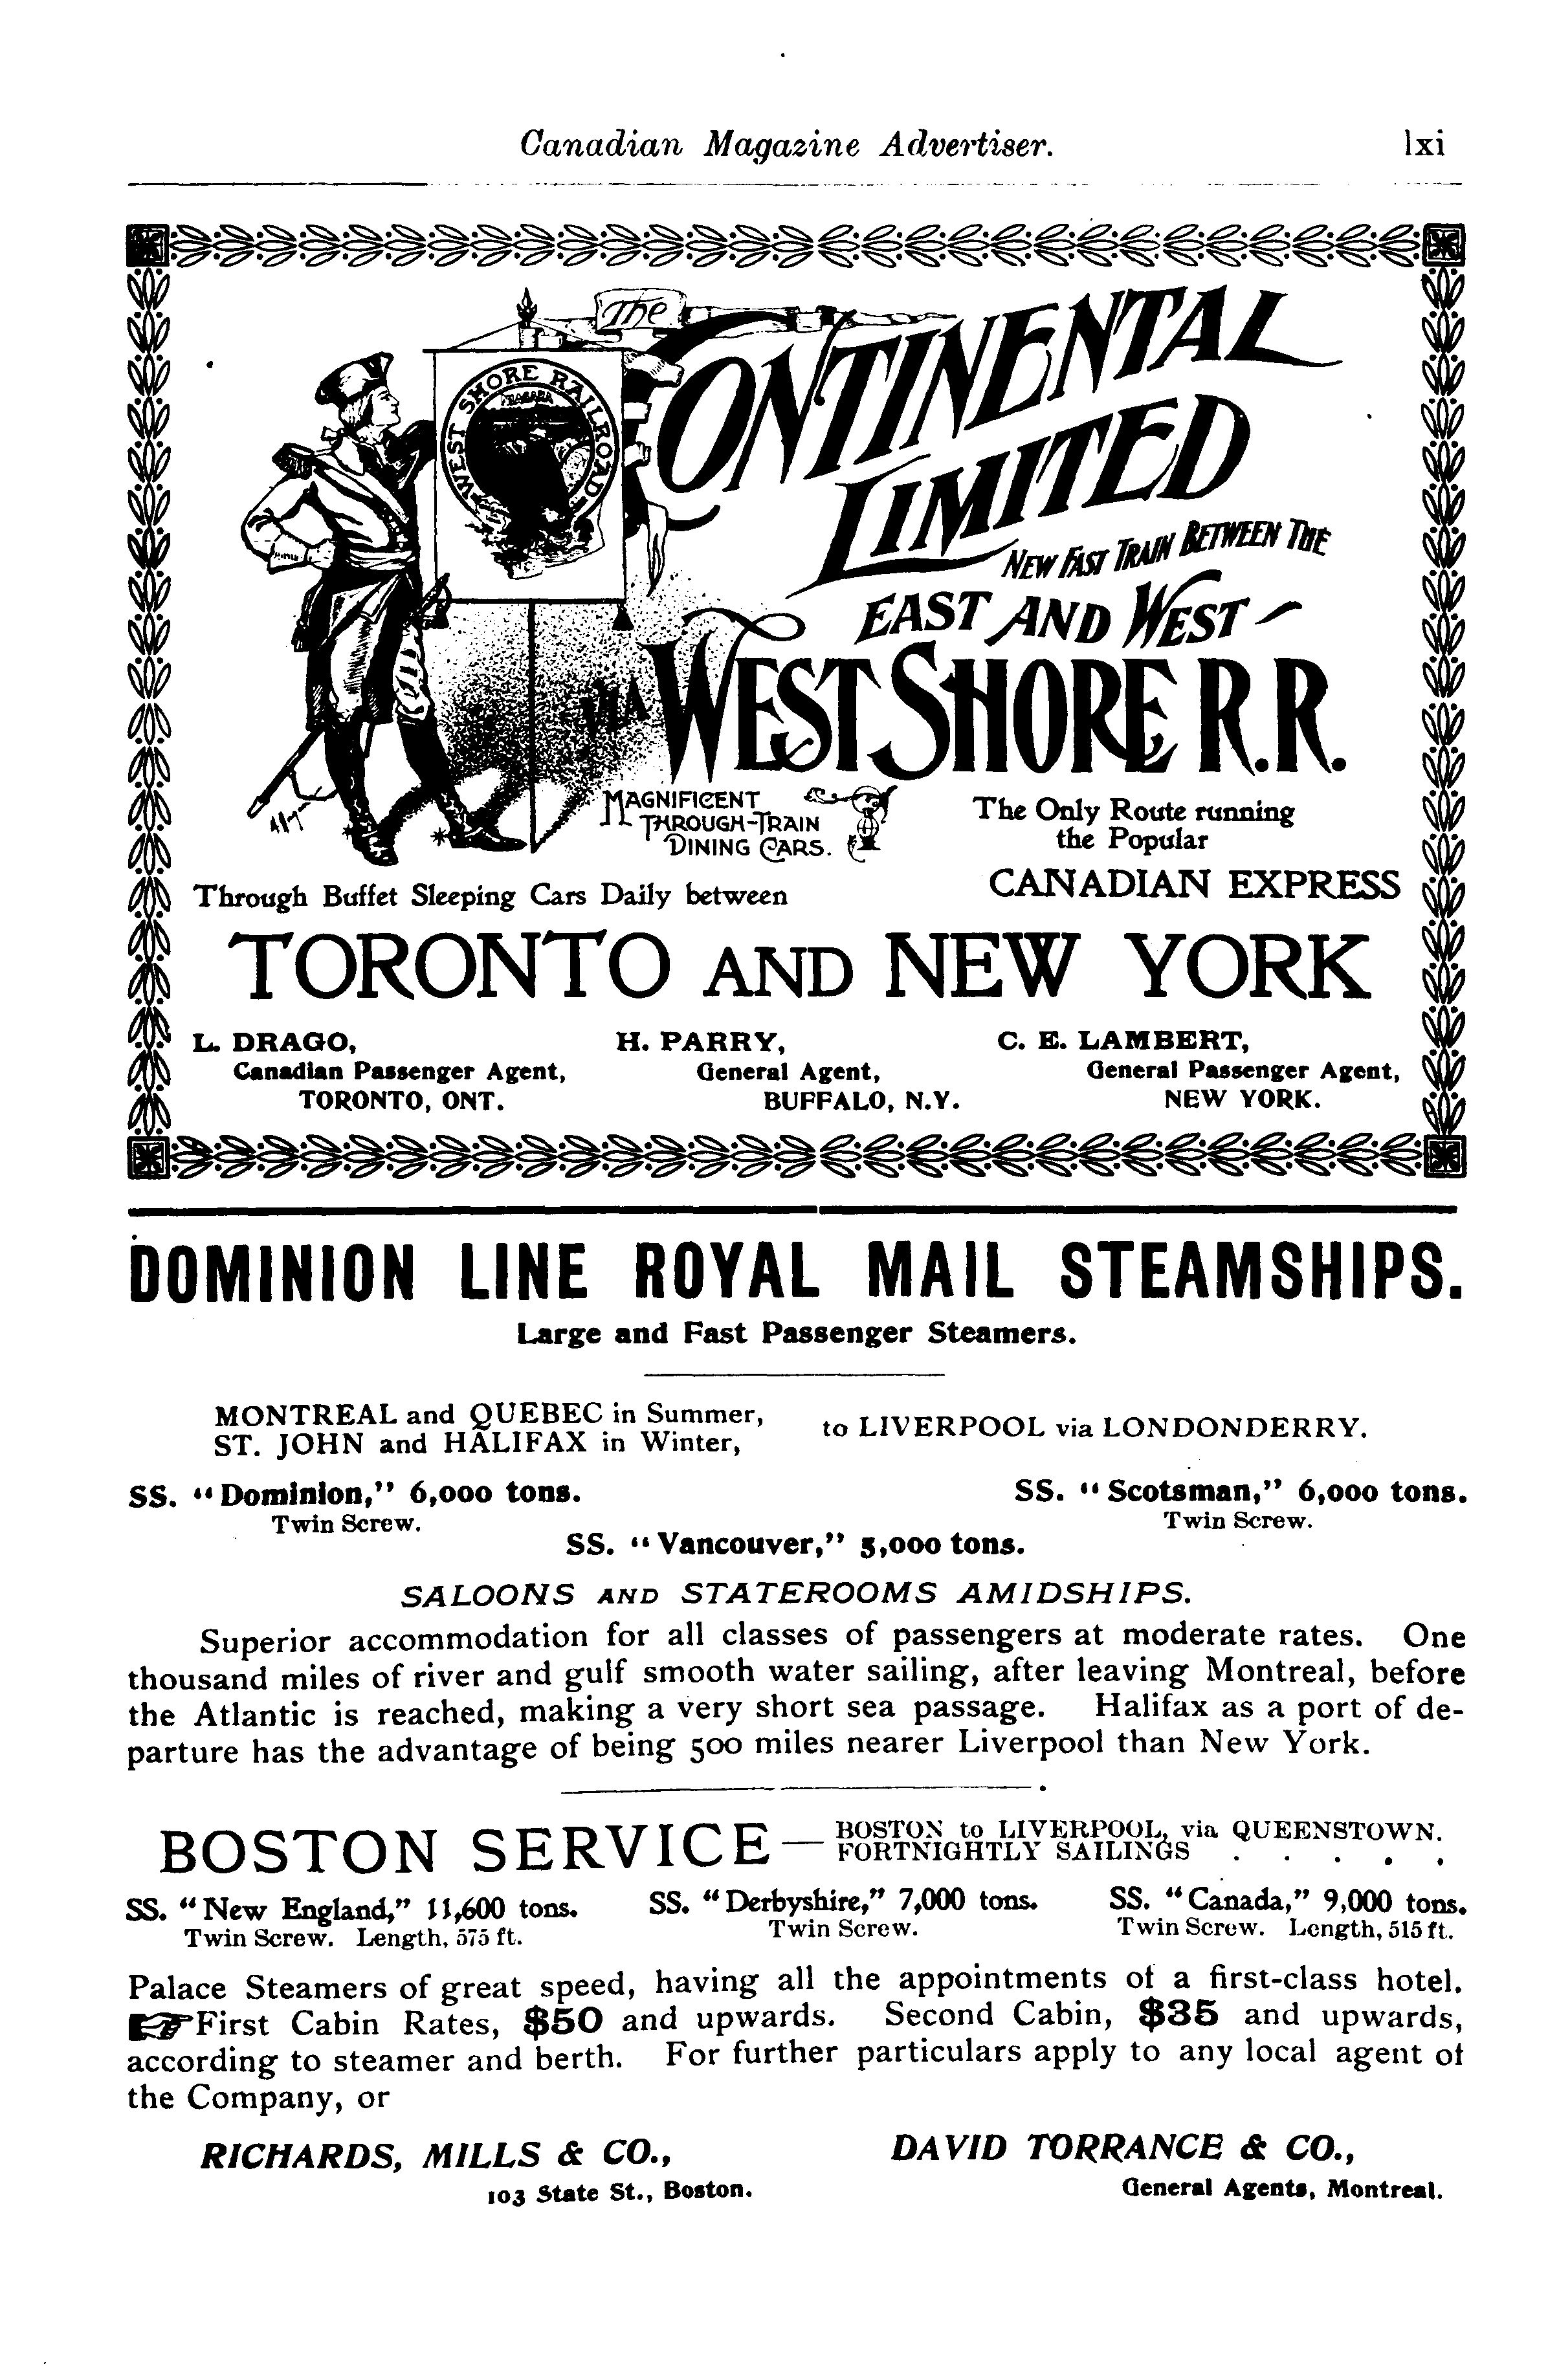 Canadian Magazine Advertiser. lxi
The
CONTINENTAL
LIMITED
WEST SHORE RAILROAD
NIAGARA
NEW FAST TRAIN BETWEEN THE
EAST AND WEST
VIA WEST SHORE R.R.
MAGNIFICENT
THROUGH-TRAIN
DINING CARS.
The Only Route running
the Popular
CANADIAN EXPRESS
Through Buffet Sleeping Cars Daily between
TORONTO AND NEW YORK
L. DRAGO,
Canadian Passenger Agent,
TORONTO, ONT.
H. PARRY,
General Agent,
BUFFALO, N.Y.
C. E. LAMBERT,
General Passenger Agent,
NEW YORK.
DOMINION LINE ROYAL MAIL STEAMSHIPS.
Large and Fast Passenger Steamers.
MONTREAL and QUEBEC in Summer,
ST. JOHN and HALIFAX in Winter,
to LIVERPOOL via LONDONDERRY.
SS. "Dominion," 6,000 tons.
Twin Screw.
SS. "Scotsman," 6,000 tons.
Twin Screw.
SS. "Vancouver," 5,000 tons.
SALOONS AND STATEROOMS AMIDSHIPS.
Superior accommodation for all classes of passengers at moderate rates. One
thousand miles of river and gulf smooth water sailing, after leaving Montreal, before
the Atlantic is reached, making a very short sea passage. Halifax as a port of de-
parture has the advantage of being 500 miles nearer Liverpool than New York.
BOSTON SERVICE— BOSTON to LIVERPOOL, via QUEENSTOWN.
FORTNIGHTLY SAILINGS . . . . .
SS. "New England," 11,600 tons.
Twin Screw. Length, 575 ft.
SS. "Derbyshire," 7,000 tons.
Twin Screw.
SS. "Canada," 9,000 tons.
Twin Screw. Length, 515 ft.
Palace Steamers of great speed, having all the appointments of a first-class hotel.
☞First Cabin Rates, $50 and upwards. Second Cabin, $35 and upwards,
according to steamer and berth. For further particulars apply to any local agent of
the Company, or
RICHARDS, MILLS & CO.,
103 State St., Boston.
DAVID TORRANCE & CO.,
General Agents, Montreal.